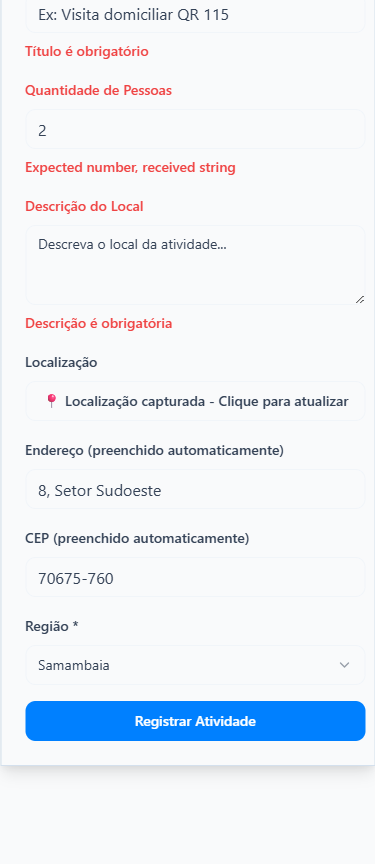 Ex: Visita domiciliar QR 115
Título é obrigatório
Quantidade de Pessoas
2
Expected number, received string
Descrição do Local
Descreva o local da atividade...
Descrição é obrigatória
Localização
Localização capturada - Clique para atualizar
Endereço (preenchido automaticamente)
8, Setor Sudoeste
CEP (preenchido automaticamente)
70675-760
Região *
Samambaia
Registrar Atividade